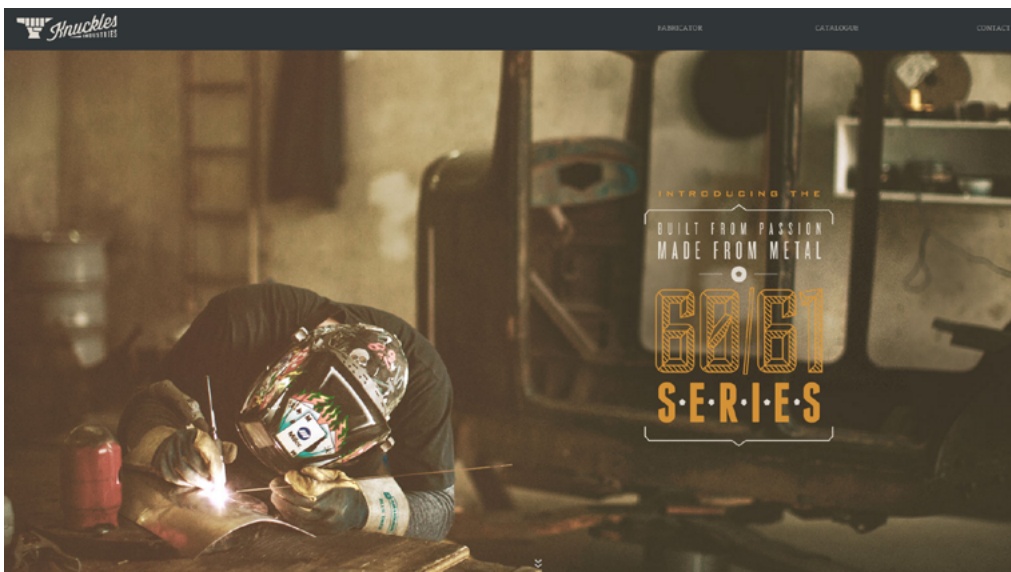 Knuckles
INDUSTRIES
FABRICATOR
CATALOGUE
CONTACT
INTRODUCING THE
BUILT FROM PASSION
MADE FROM METAL
60/61
S·E·R·I·E·S